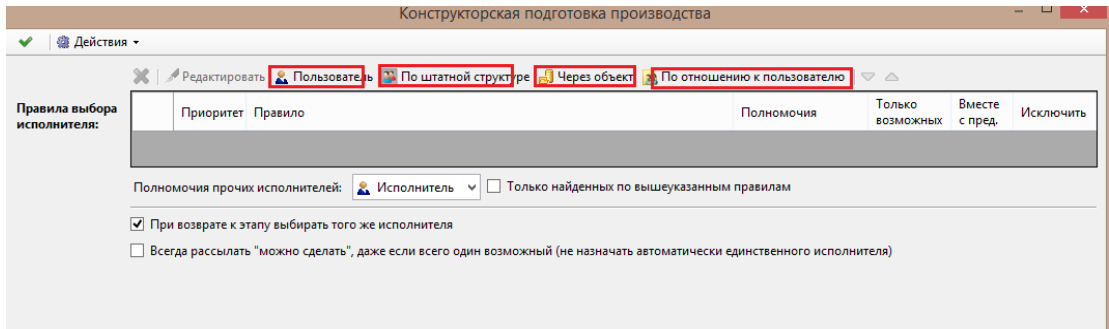 Конструкторская подготовка производства
Действия
Редактировать Пользователь По штатной структуре Через объект По отношению к пользователю
Правила выбора исполнителя:
Приоритет Правило Полномочия Только возможных Вместе с пред. Исключить
Полномочия прочих исполнителей: Исполнитель Только найденных по вышеуказанным правилам
При возврате к этапу выбирать того же исполнителя
Всегда рассылать "можно сделать", даже если всего один возможный (не назначать автоматически единственного исполнителя)